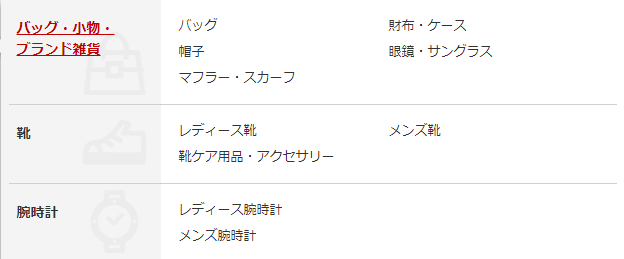 バッグ・小物・
ブランド雑貨
バッグ
財布・ケース
帽子
眼鏡・サングラス
マフラー・スカーフ
靴
レディース靴
メンズ靴
靴ケア用品・アクセサリー
腕時計
レディース腕時計
メンズ腕時計